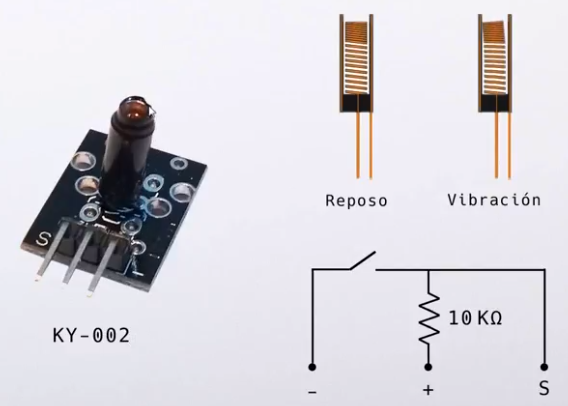 Reposo
Vibración
S
KY-002
10 KΩ
- + S